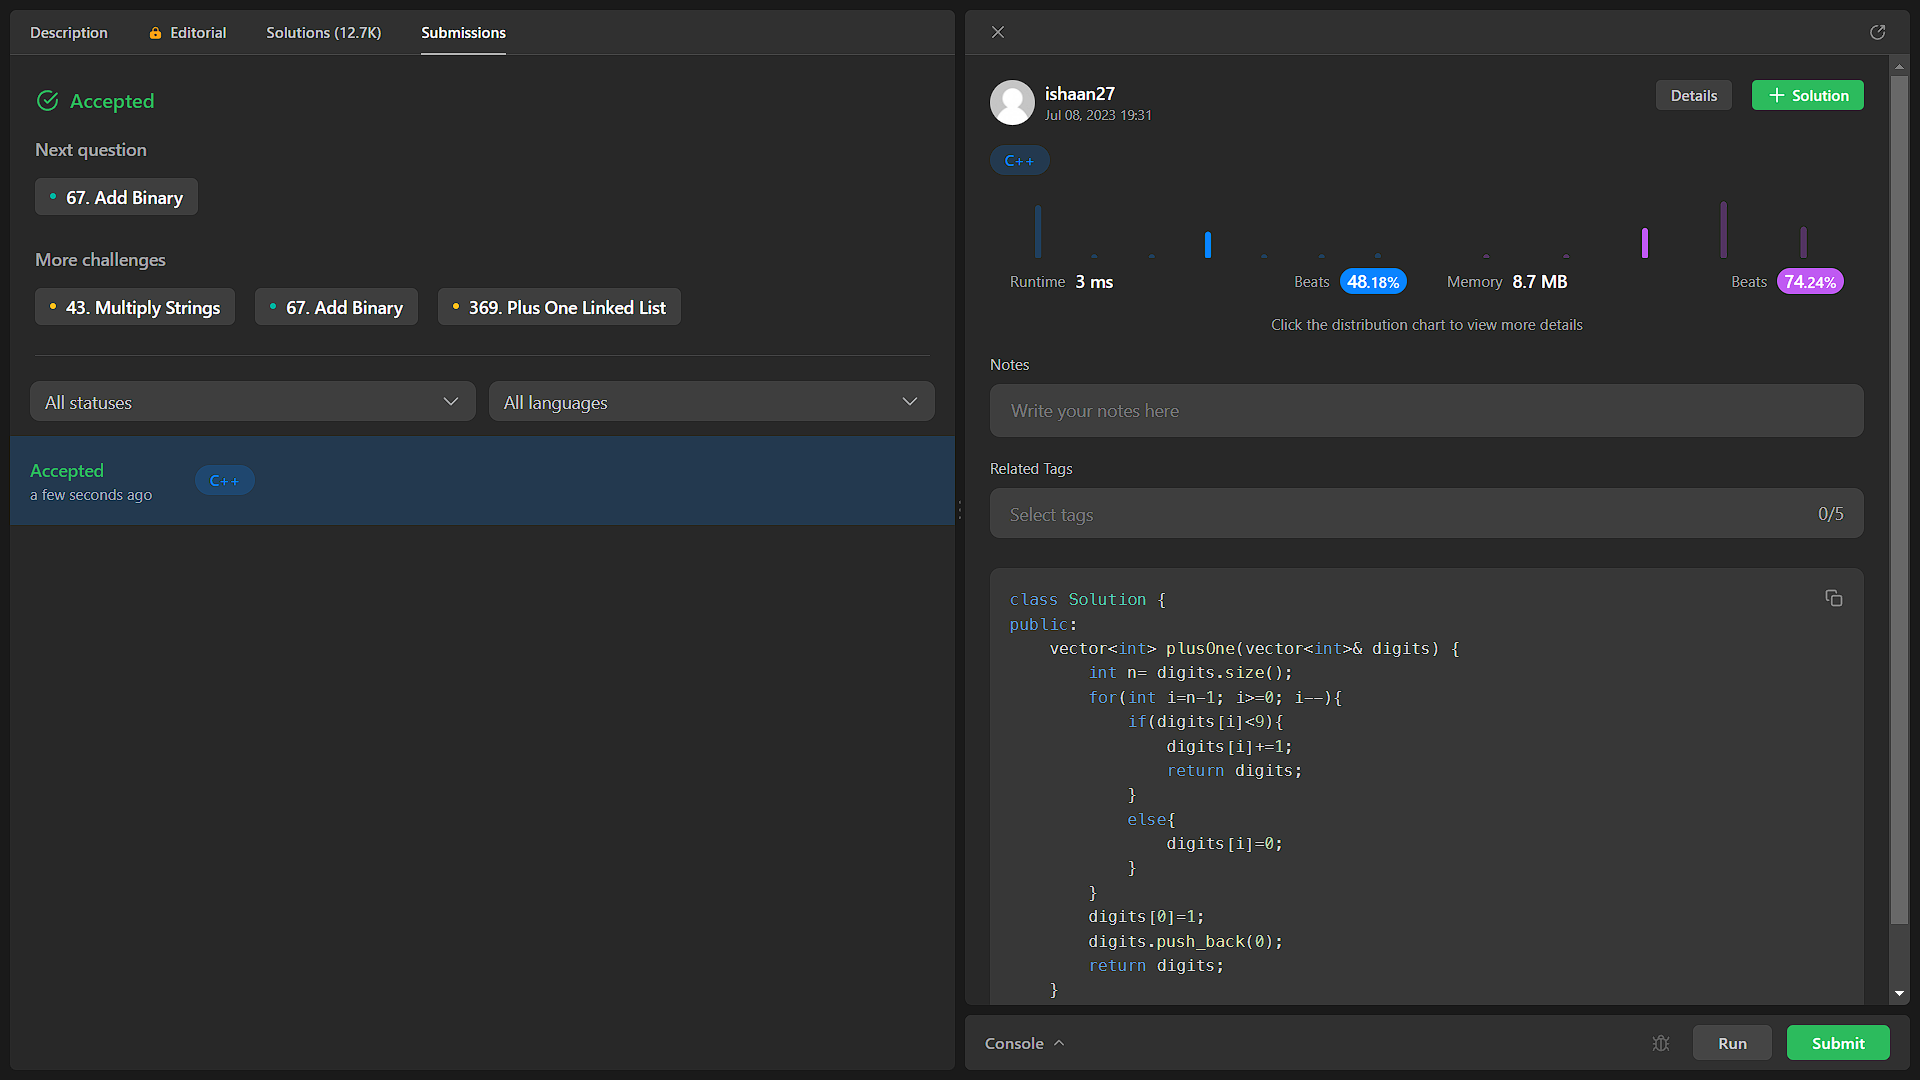 Description Editorial Solutions (12.7K) Submissions
Accepted
Next question
67. Add Binary
More challenges
43. Multiply Strings 67. Add Binary 369. Plus One Linked List
All statuses All languages
Accepted
a few seconds ago
C++
ishaan27
Jul 08, 2023 19:31
Details + Solution
C++
Runtime 3 ms Beats 48.18% Memory 8.7 MB Beats 74.24%
Click the distribution chart to view more details
Notes
Write your notes here
Related Tags
Select tags 0/5
class Solution {
public:
    vector<int> plusOne(vector<int>& digits) {
        int n= digits.size();
        for(int i=n-1; i>=0; i--){
            if(digits[i]<9){
                digits[i]+=1;
                return digits;
            }
            else{
                digits[i]=0;
            }
        }
        digits[0]=1;
        digits.push_back(0);
        return digits;
    }
Console Run Submit